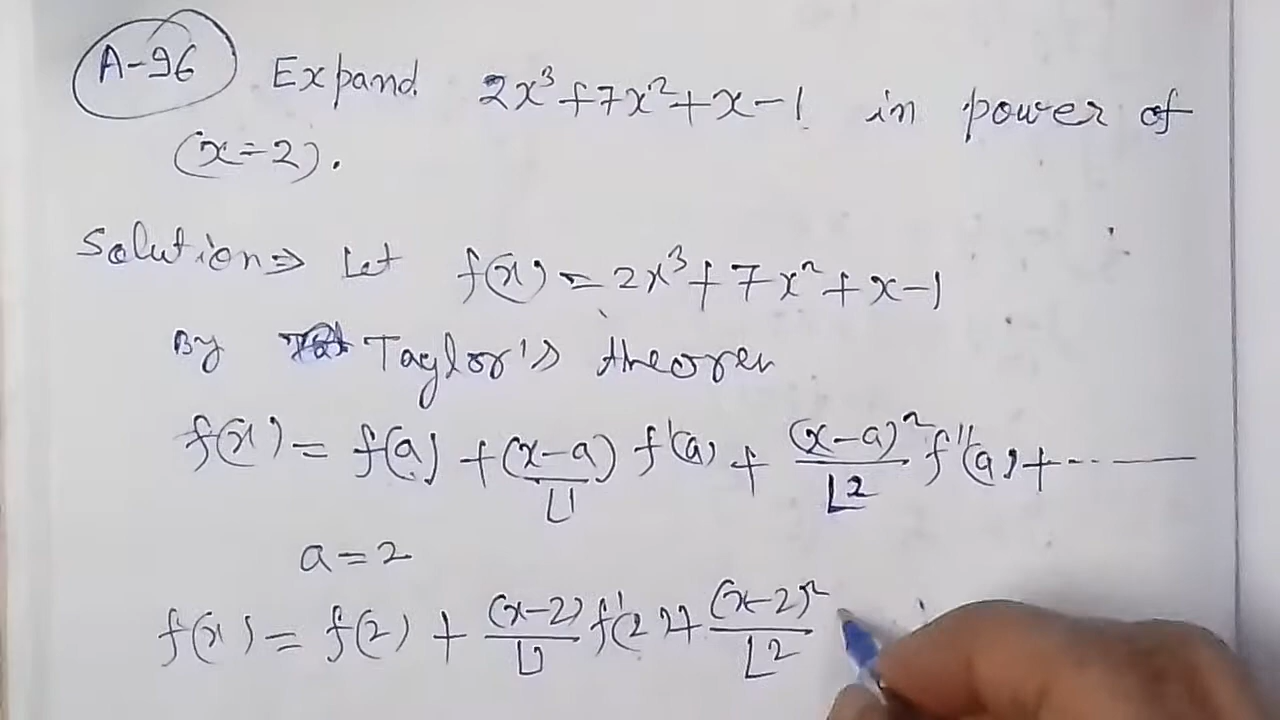 A-96 Expand 2x³+7x²+x-1 in power of
(x-2).
Solution⇒ Let f(x) = 2x³+7x²+x-1
By Taylor's theorem
f(x) = f(a) + (x-a)/⌊1 f'(a) + (x-a)²/⌊2 f''(a) + ---
a=2
f(x) = f(2) + (x-2)/⌊1 f'(2) + (x-2)²/⌊2